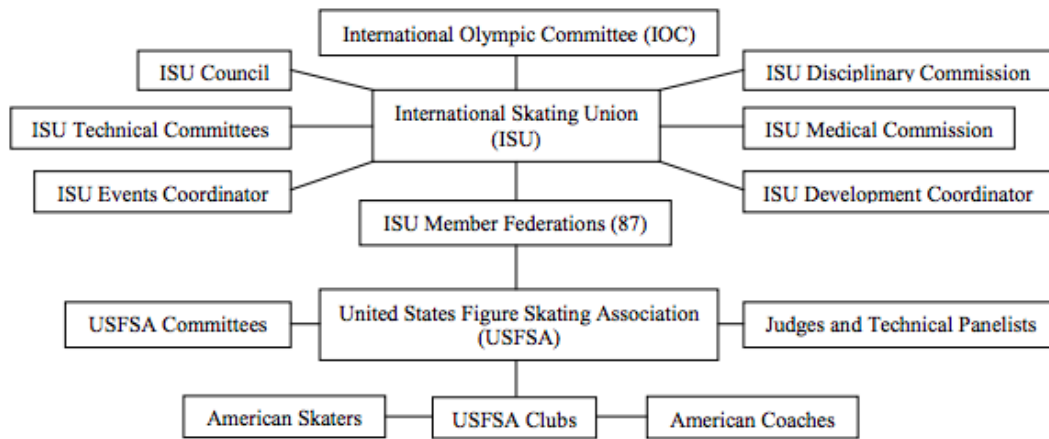 International Olympic Committee (IOC)
ISU Council
ISU Disciplinary Commission
International Skating Union
(ISU)
ISU Technical Committees
ISU Medical Commission
ISU Events Coordinator
ISU Development Coordinator
ISU Member Federations (87)
United States Figure Skating Association
(USFSA)
USFSA Committees
Judges and Technical Panelists
American Skaters
USFSA Clubs
American Coaches